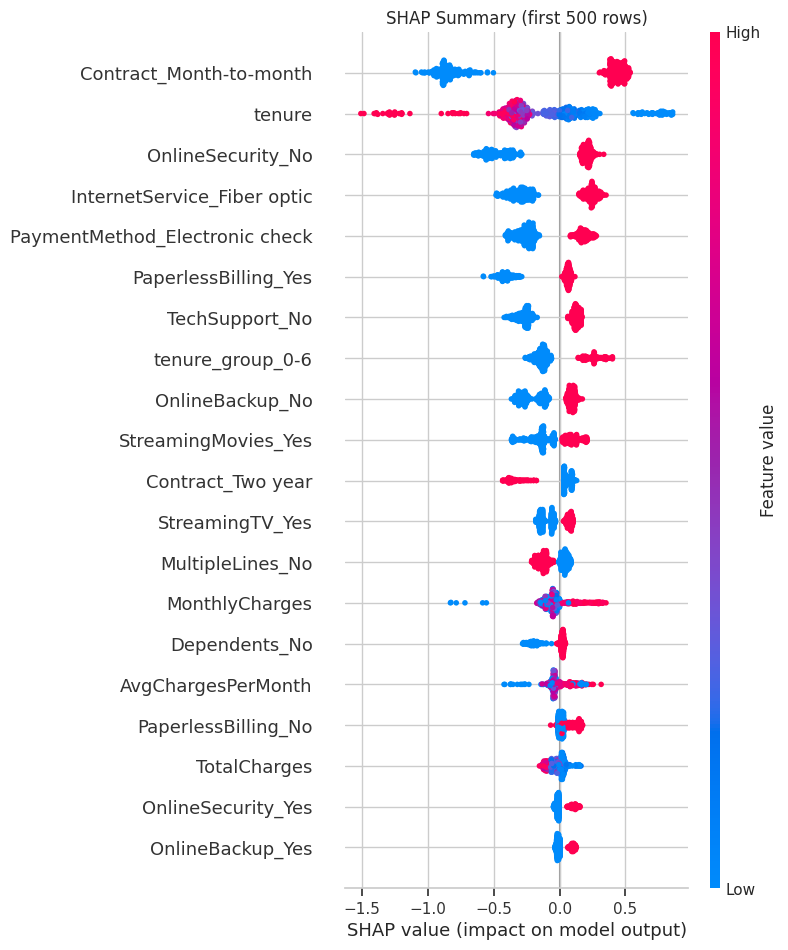 SHAP Summary (first 500 rows)
High
Contract_Month-to-month
tenure
OnlineSecurity_No
InternetService_Fiber optic
PaymentMethod_Electronic check
PaperlessBilling_Yes
TechSupport_No
tenure_group_0-6
OnlineBackup_No
StreamingMovies_Yes
Contract_Two year
StreamingTV_Yes
MultipleLines_No
MonthlyCharges
Dependents_No
AvgChargesPerMonth
PaperlessBilling_No
TotalCharges
OnlineSecurity_Yes
OnlineBackup_Yes
Feature value
Low
−1.5 −1.0 −0.5 0.0 0.5
SHAP value (impact on model output)